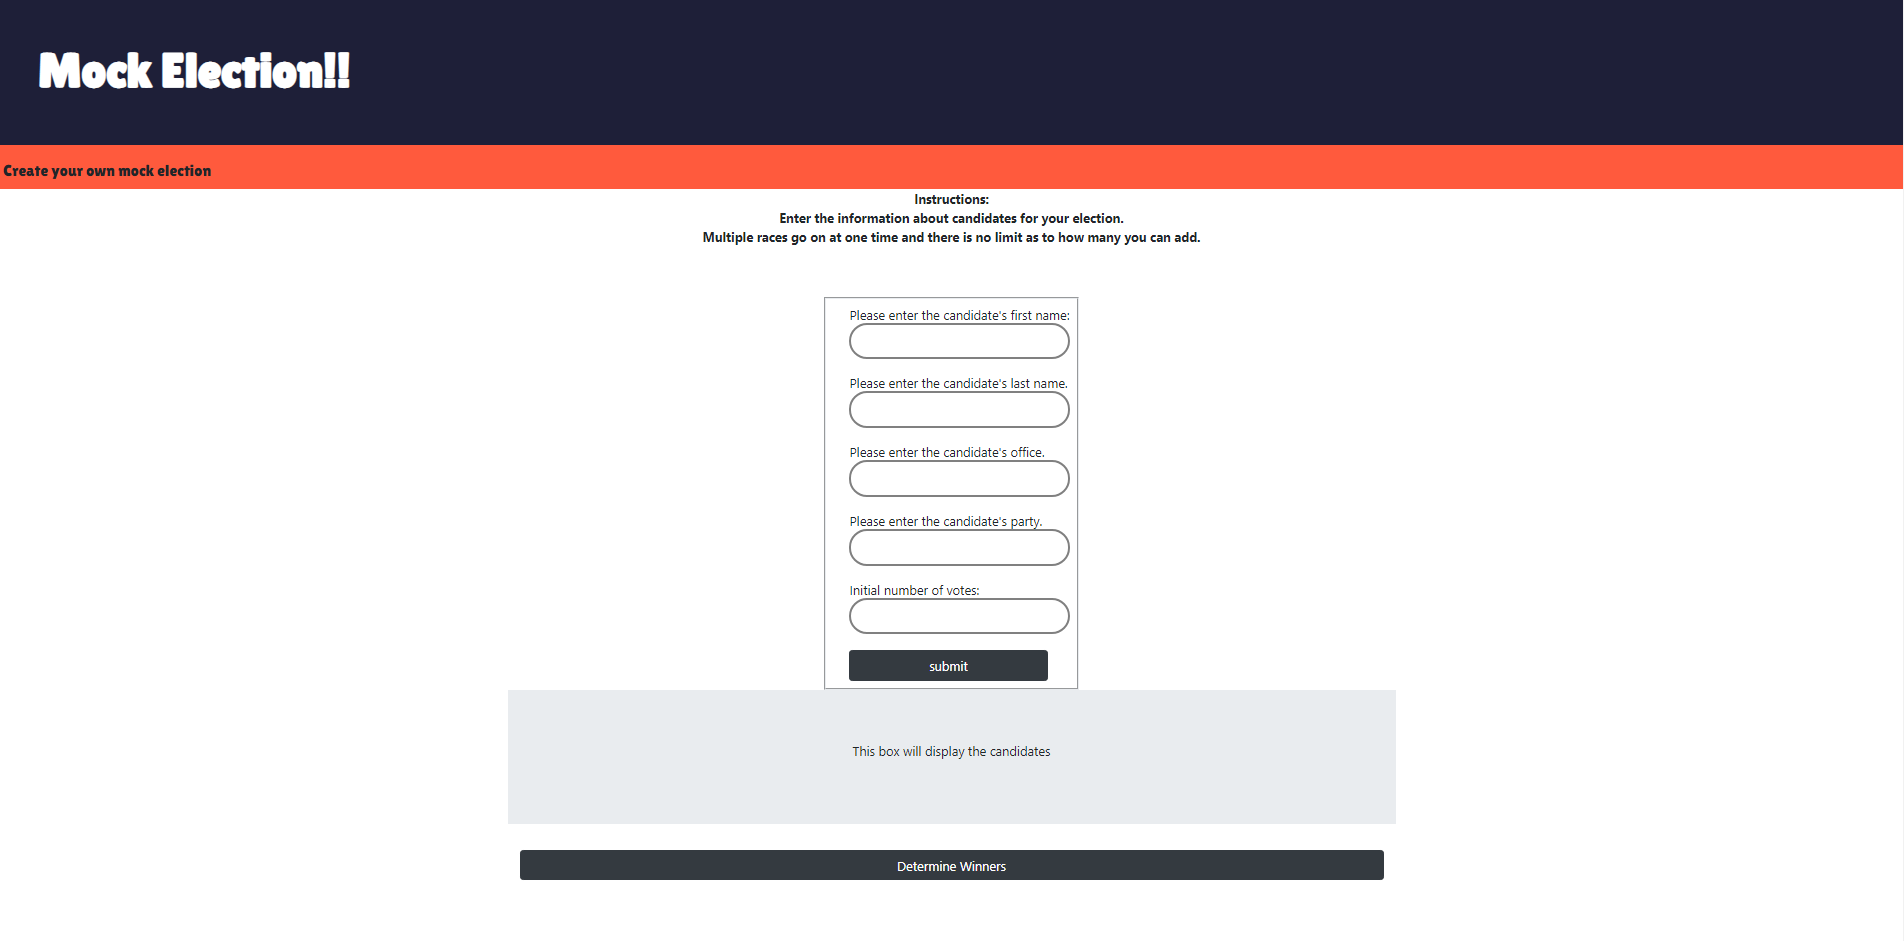 Mock Election!!
Create your own mock election
Instructions:
Enter the information about candidates for your election.
Multiple races go on at one time and there is no limit as to how many you can add.
Please enter the candidate's first name:
Please enter the candidate's last name.
Please enter the candidate's office.
Please enter the candidate's party.
Initial number of votes:
submit
This box will display the candidates
Determine Winners